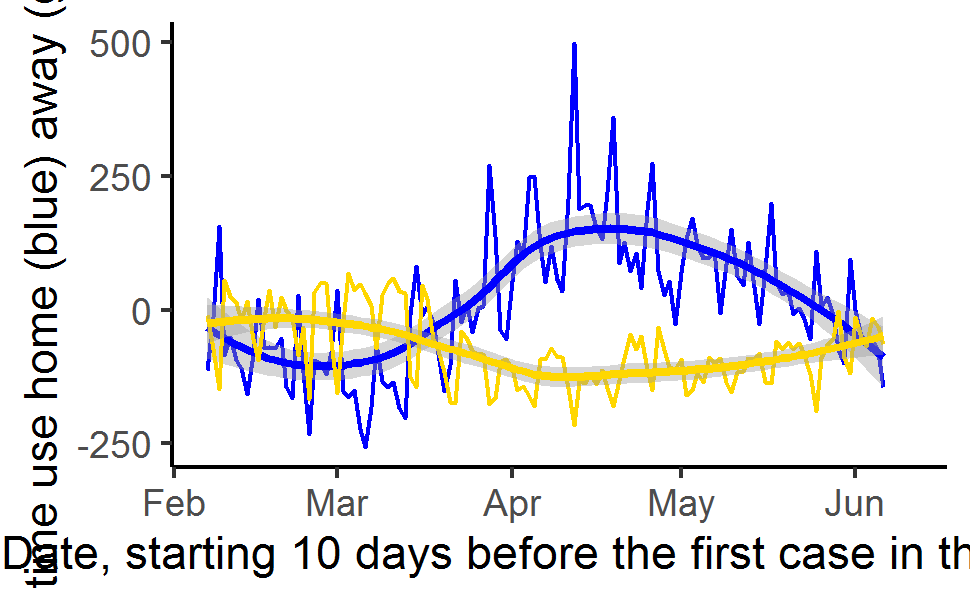 time use home (blue) away (
500
250
0
-250
Feb Mar Apr May Jun
Date, starting 10 days before the first case in th